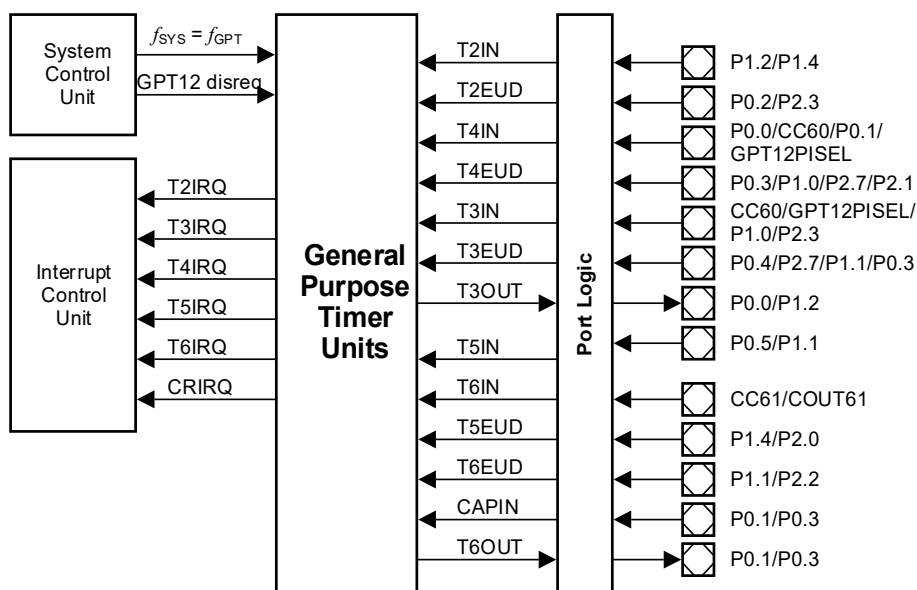 System
Control
Unit
fSYS = fGPT
GPT12 disreq
Interrupt
Control
Unit
T2IRQ
T3IRQ
T4IRQ
T5IRQ
T6IRQ
CRIRQ
General
Purpose
Timer
Units
T2IN
T2EUD
T4IN
T4EUD
T3IN
T3EUD
T3OUT
T5IN
T6IN
T5EUD
T6EUD
CAPIN
T6OUT
Port Logic
P1.2/P1.4
P0.2/P2.3
P0.0/CC60/P0.1/
GPT12PISEL
P0.3/P1.0/P2.7/P2.1
CC60/GPT12PISEL/
P1.0/P2.3
P0.4/P2.7/P1.1/P0.3
P0.0/P1.2
P0.5/P1.1
CC61/COUT61
P1.4/P2.0
P1.1/P2.2
P0.1/P0.3
P0.1/P0.3